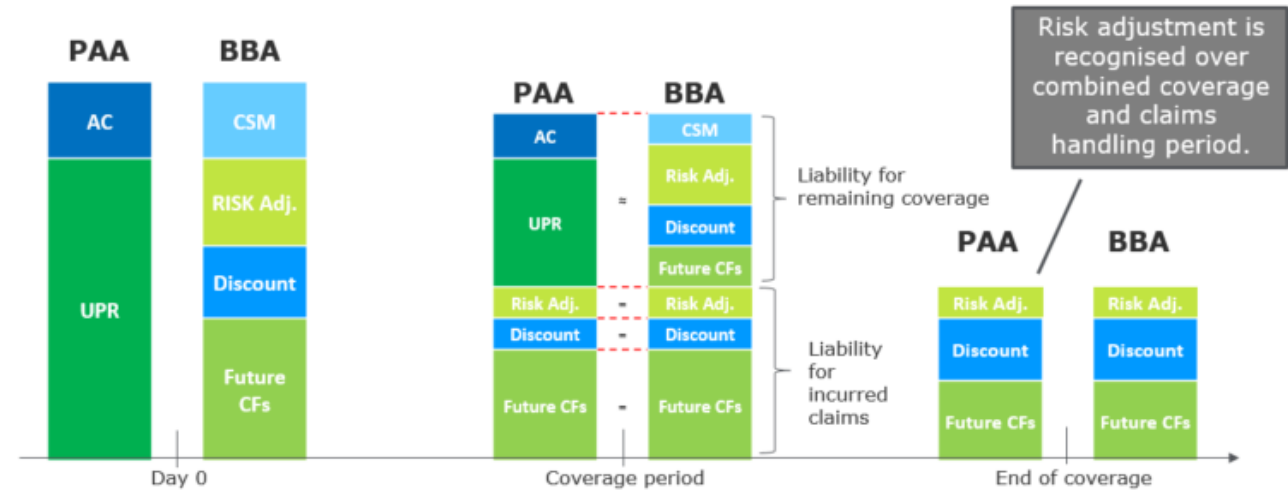 PAA
BBA
AC
CSM
RISK Adj.
UPR
Discount
Future
CFs
Day 0
PAA
BBA
AC
CSM
Risk Adj.
UPR
≈
Discount
Future CFs
Liability for
remaining coverage
Risk Adj.
-
Risk Adj.
Discount
-
Discount
Future CFs
-
Future CFs
Liability
for
incurred
claims
Coverage period
Risk adjustment is
recognised over
combined coverage
and claims
handling period.
PAA
BBA
Risk Adj.
Risk Adj.
Discount
Discount
Future CFs
Future CFs
End of coverage